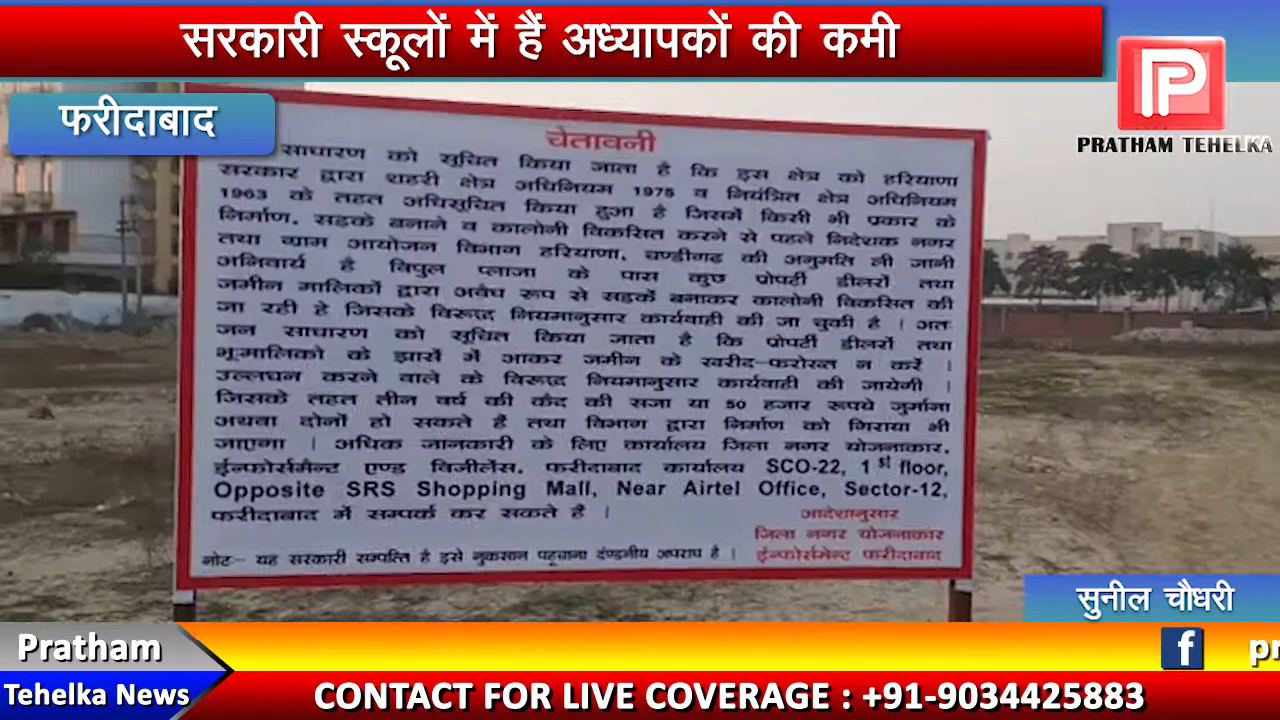 सरकारी स्कूलों में हैं अध्यापकों की कमी
P
PRATHAM TEHELKA
फरीदाबाद
चेतावनी
साधारण को सूचित किया जाता है कि इस क्षेत्र को हरियाणा
सरकार द्वारा शहरी क्षेत्र अधिनियम 1975 व नियंत्रित क्षेत्र अधिनियम
1963 के तहत अधिसूचित किया हुआ है जिसमें किसी भी प्रकार के
निर्माण, सड़के बनाने व कालोनी विकसित करने से पहले निदेशक नगर
तथा ग्राम आयोजन विभाग हरियाणा, चण्डीगढ की अनुमति ली जानी
अनिवार्य है विपुल प्लाजा के पास कुछ प्रोपर्टी डीलरों तथा
जमीन मालिकों द्वारा अवैध रूप से सड़कें बनाकर कालोनी विकसित की
जा रही हे जिसके विरूद्ध नियमानुसार कार्यवाही की जा चुकी है । अतः
जन साधारण को सूचित किया जाता है कि प्रोपर्टी डीलरों तथा
भूमालिको के झासें में आकर जमीन के खरीद-फरोख्त न करें ।
उल्लघन करने वाले के विरूद्ध नियमानुसार कार्यवाही की जायेगी ।
जिसके तहत तीन वर्ष की कैद की सजा या 50 हजार रूपये जुर्माना
अथवा दोनों हो सकते हैं तथा विभाग द्वारा निर्माण को गिराया भी
जाएगा । अधिक जानकारी के लिए कार्यालय जिला नगर योजनाकार,
ईन्फोर्समैन्ट एण्ड विजीलेंस, फरीदाबाद कार्यालय SCO-22, 1st floor,
Opposite SRS Shopping Mall, Near Airtel Office, Sector-12,
फरीदाबाद में सम्पर्क कर सकते हैं ।
आदेशानुसार
जिला नगर योजनाकार
ईन्फोर्समेन्ट फरीदाबाद
नोट:- यह सरकारी सम्पत्ति है इसे नुकसान पहूचाना दंण्डनीय अपराध है ।
सुनील चौधरी
Pratham
Tehelka News
f
pr
CONTACT FOR LIVE COVERAGE : +91-9034425883